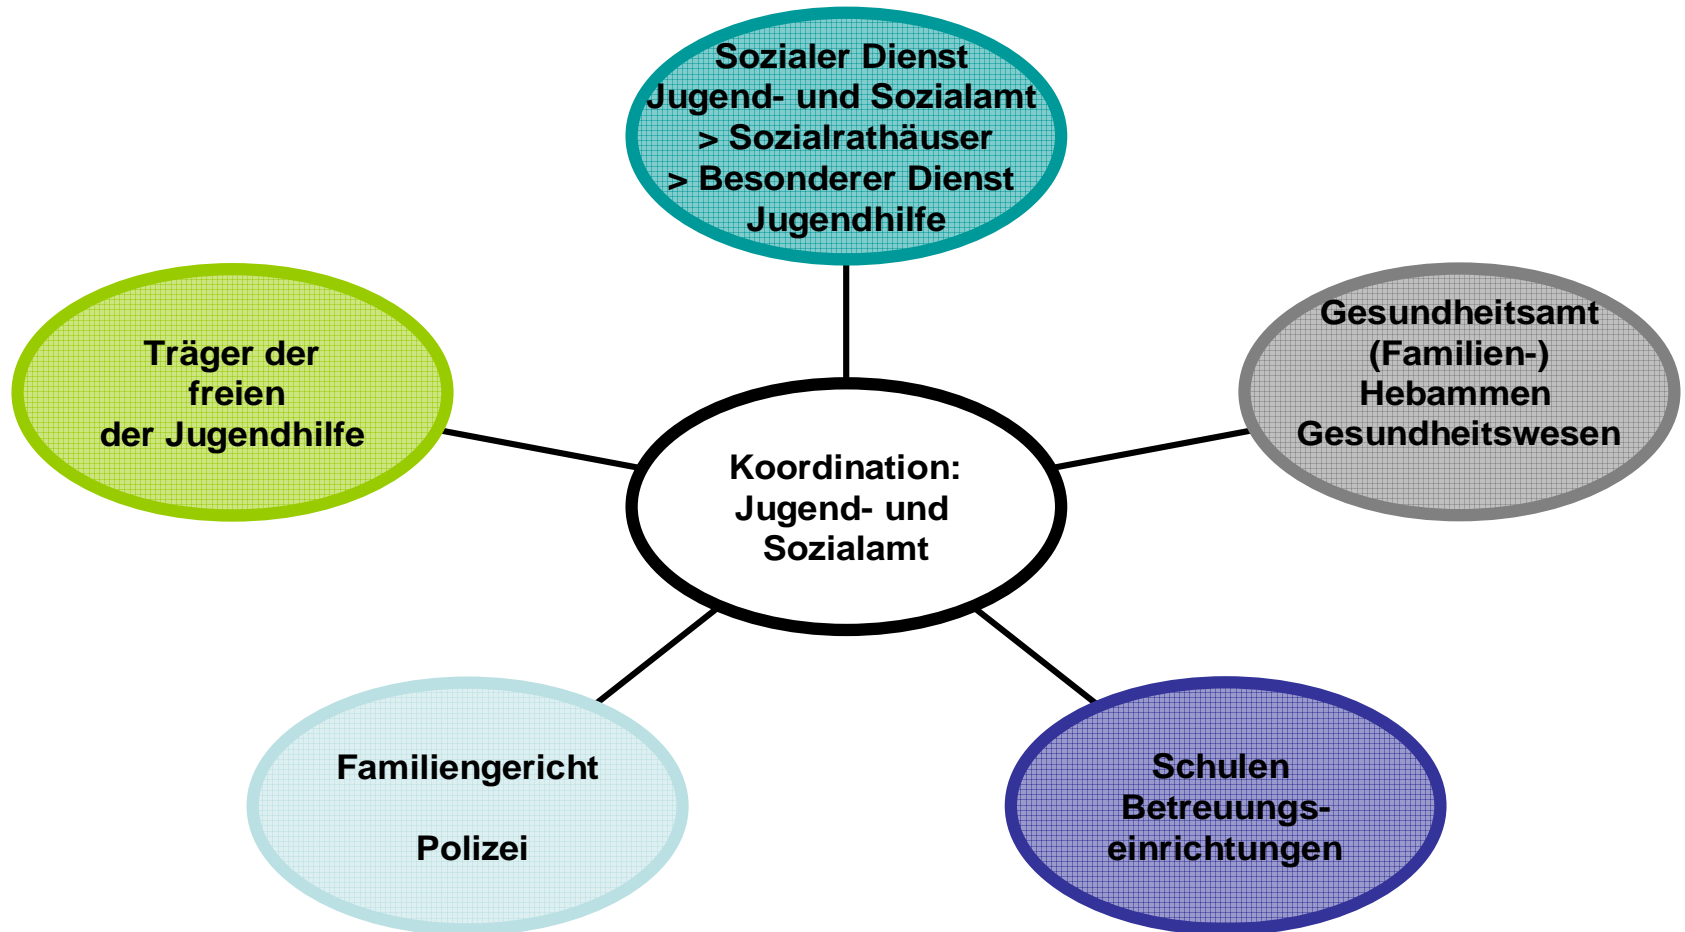 Sozialer Dienst
Jugend- und Sozialamt
> Sozialrathäuser
> Besonderer Dienst
Jugendhilfe
Träger der
freien
der Jugendhilfe
Gesundheitsamt
(Familien-)
Hebammen
Gesundheitswesen
Koordination:
Jugend- und
Sozialamt
Familiengericht
Polizei
Schulen
Betreuungs-
einrichtungen